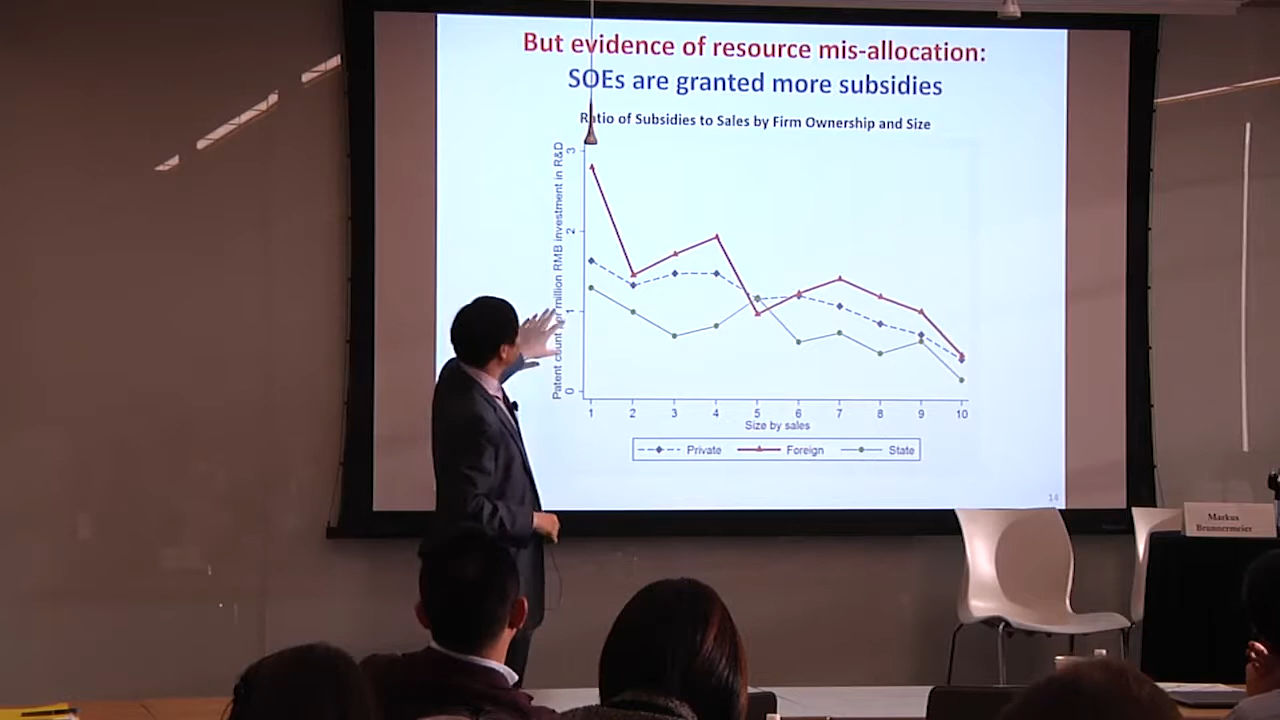 But evidence of resource mis-allocation:
SOEs are granted more subsidies
Ratio of Subsidies to Sales by Firm Ownership and Size
Patent count per million RMB investment in R&D
3
2
1
0
1 2 3 4 5 6 7 8 9 10
Size by sales
Private Foreign State
14
Markus
Brunnermeier